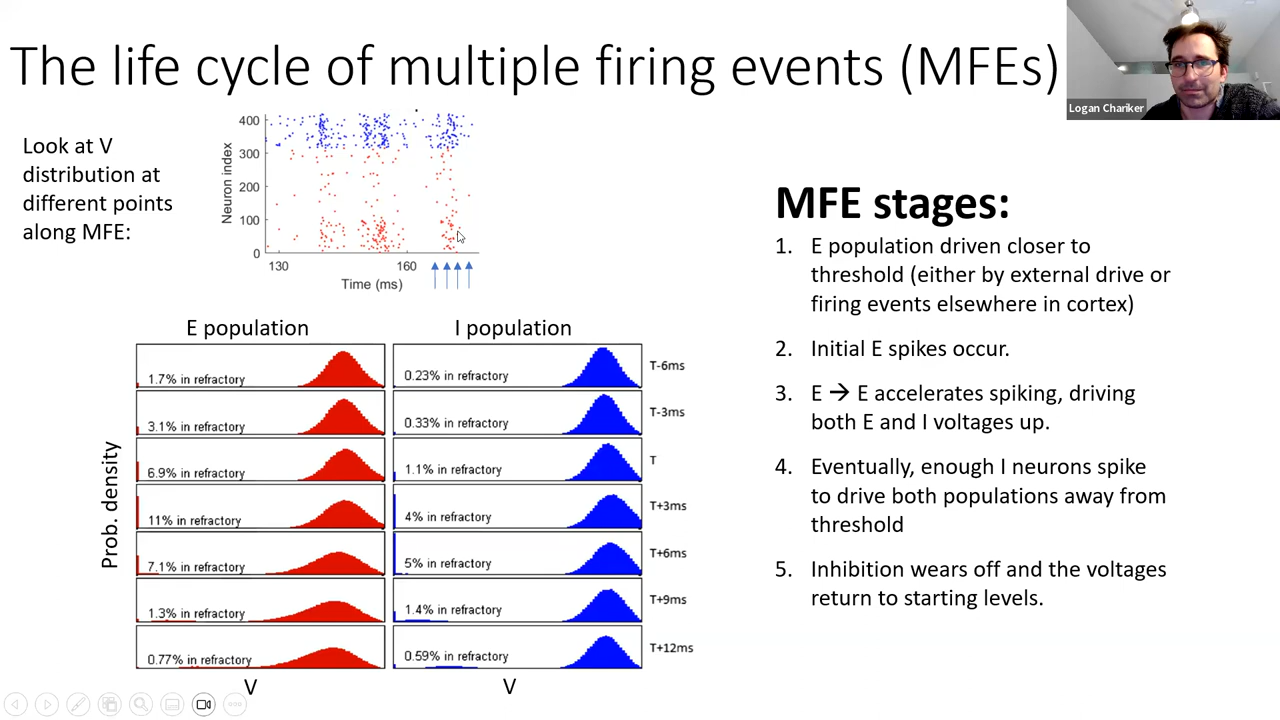 The life cycle of multiple firing events (MFEs)
Logan Chariker
Look at V
distribution at
different points
along MFE:
400
300
200
100
0
Neuron index
130
160
Time (ms)
E population
I population
1.7% in refractory
0.23% in refractory
T-6ms
3.1% in refractory
0.33% in refractory
T-3ms
6.9% in refractory
1.1% in refractory
T
11% in refractory
4% in refractory
T+3ms
7.1% in refractory
5% in refractory
T+6ms
1.3% in refractory
1.4% in refractory
T+9ms
0.77% in refractory
0.59% in refractory
T+12ms
Prob. density
V
V
MFE stages:
1. E population driven closer to
threshold (either by external drive or
firing events elsewhere in cortex)
2. Initial E spikes occur.
3. E → E accelerates spiking, driving
both E and I voltages up.
4. Eventually, enough I neurons spike
to drive both populations away from
threshold
5. Inhibition wears off and the voltages
return to starting levels.